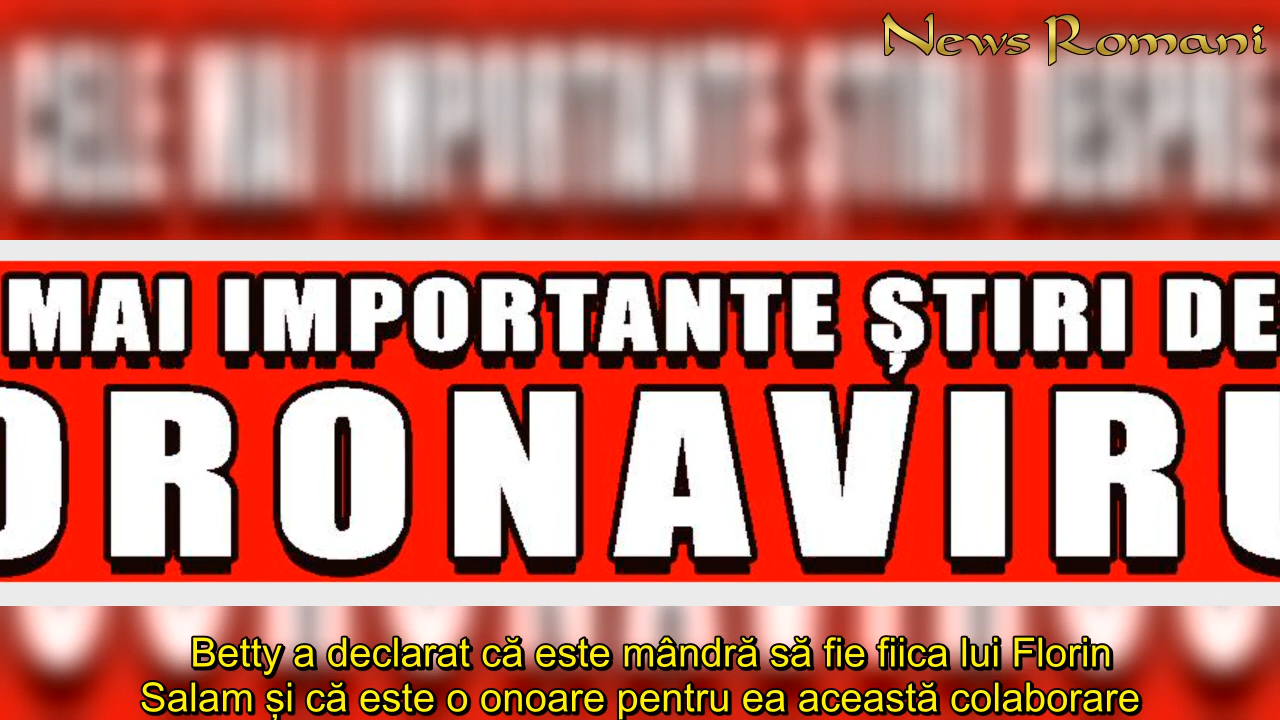 News Romani
MAI IMPORTANTE ȘTIRI DE
ORONAVIRU
Betty a declarat că este mândră să fie fiica lui Florin
Salam și că este o onoare pentru ea această colaborare